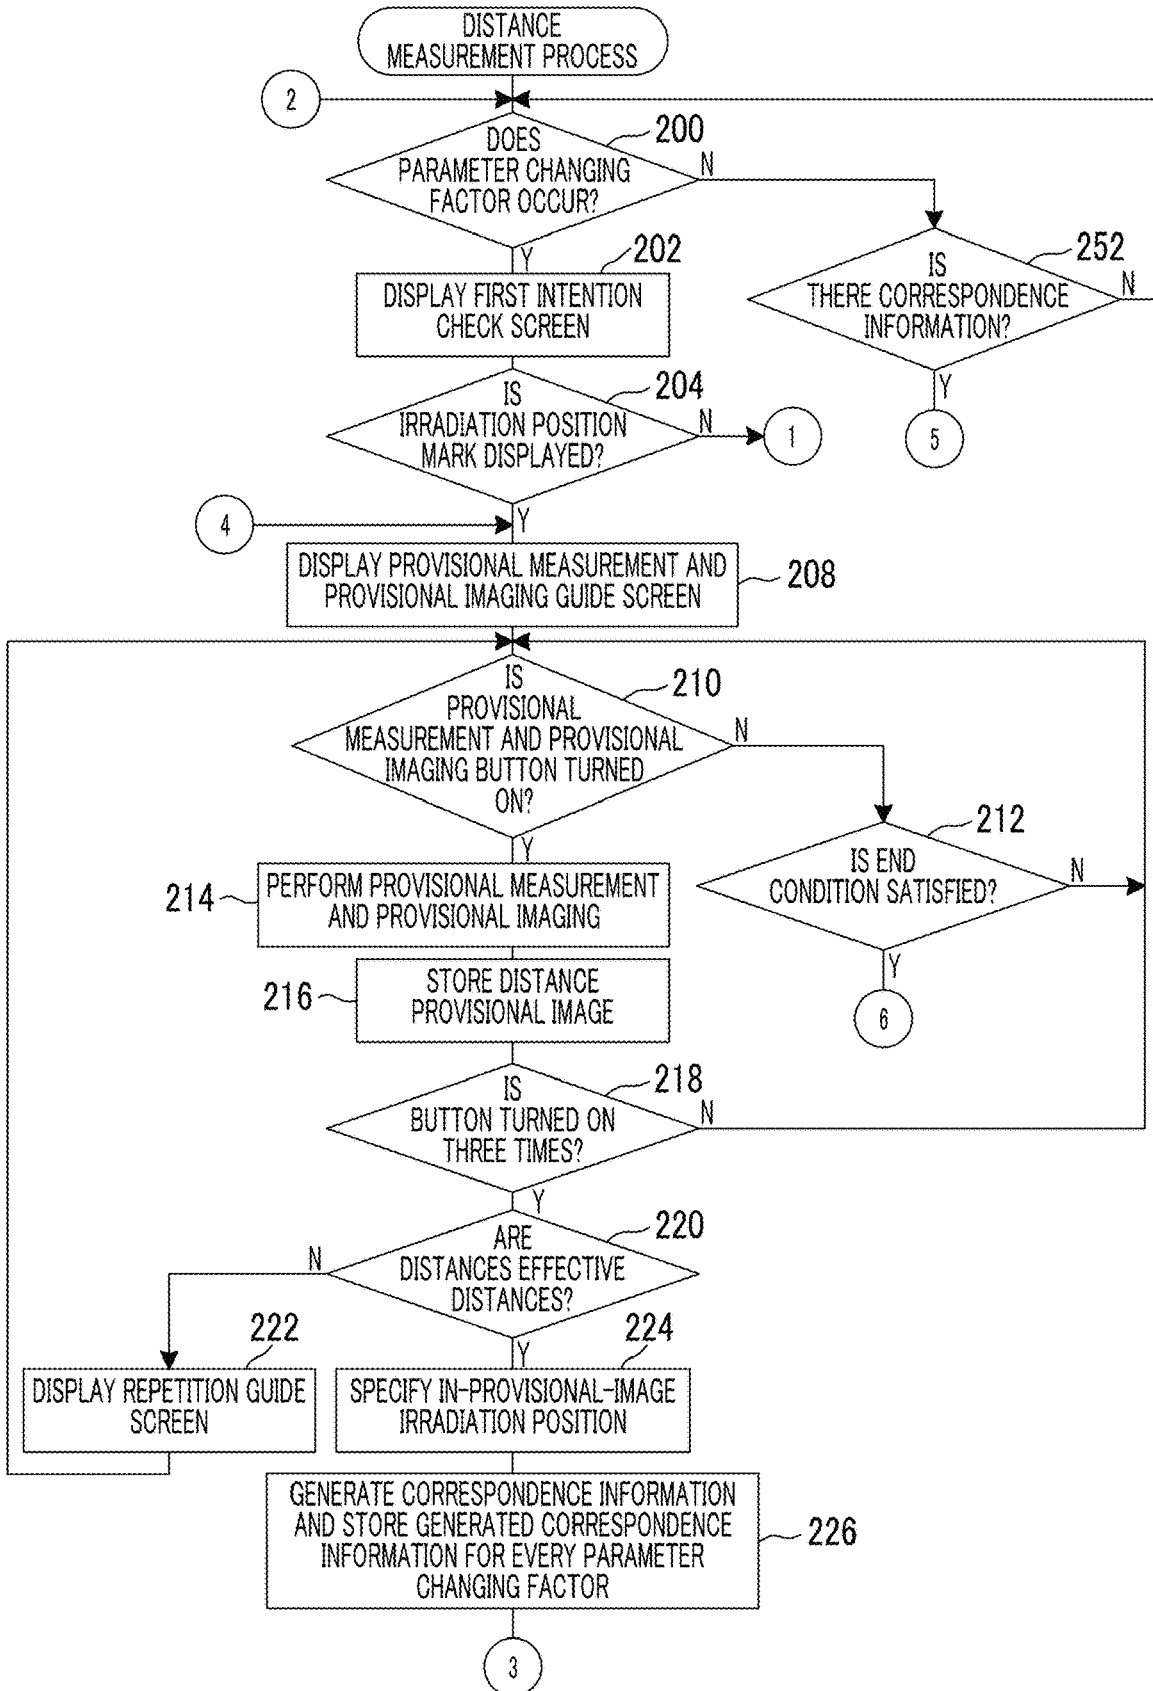 DISTANCE
MEASUREMENT PROCESS
2
DOES
PARAMETER CHANGING
FACTOR OCCUR?
200
N
Y
202
DISPLAY FIRST INTENTION
CHECK SCREEN
IS
THERE CORRESPONDENCE
INFORMATION?
252
N
Y
5
IS
IRRADIATION POSITION
MARK DISPLAYED?
204
N
1
Y
4
DISPLAY PROVISIONAL MEASUREMENT AND
PROVISIONAL IMAGING GUIDE SCREEN
208
IS
PROVISIONAL
MEASUREMENT AND PROVISIONAL
IMAGING BUTTON TURNED
ON?
210
N
Y
IS END
CONDITION SATISFIED?
212
N
Y
6
214
PERFORM PROVISIONAL MEASUREMENT
AND PROVISIONAL IMAGING
216
STORE DISTANCE
PROVISIONAL IMAGE
IS
BUTTON TURNED ON
THREE TIMES?
218
N
Y
ARE
DISTANCES EFFECTIVE
DISTANCES?
220
N
Y
222
DISPLAY REPETITION GUIDE
SCREEN
224
SPECIFY IN-PROVISIONAL-IMAGE
IRRADIATION POSITION
GENERATE CORRESPONDENCE INFORMATION
AND STORE GENERATED CORRESPONDENCE
INFORMATION FOR EVERY PARAMETER
CHANGING FACTOR
226
3